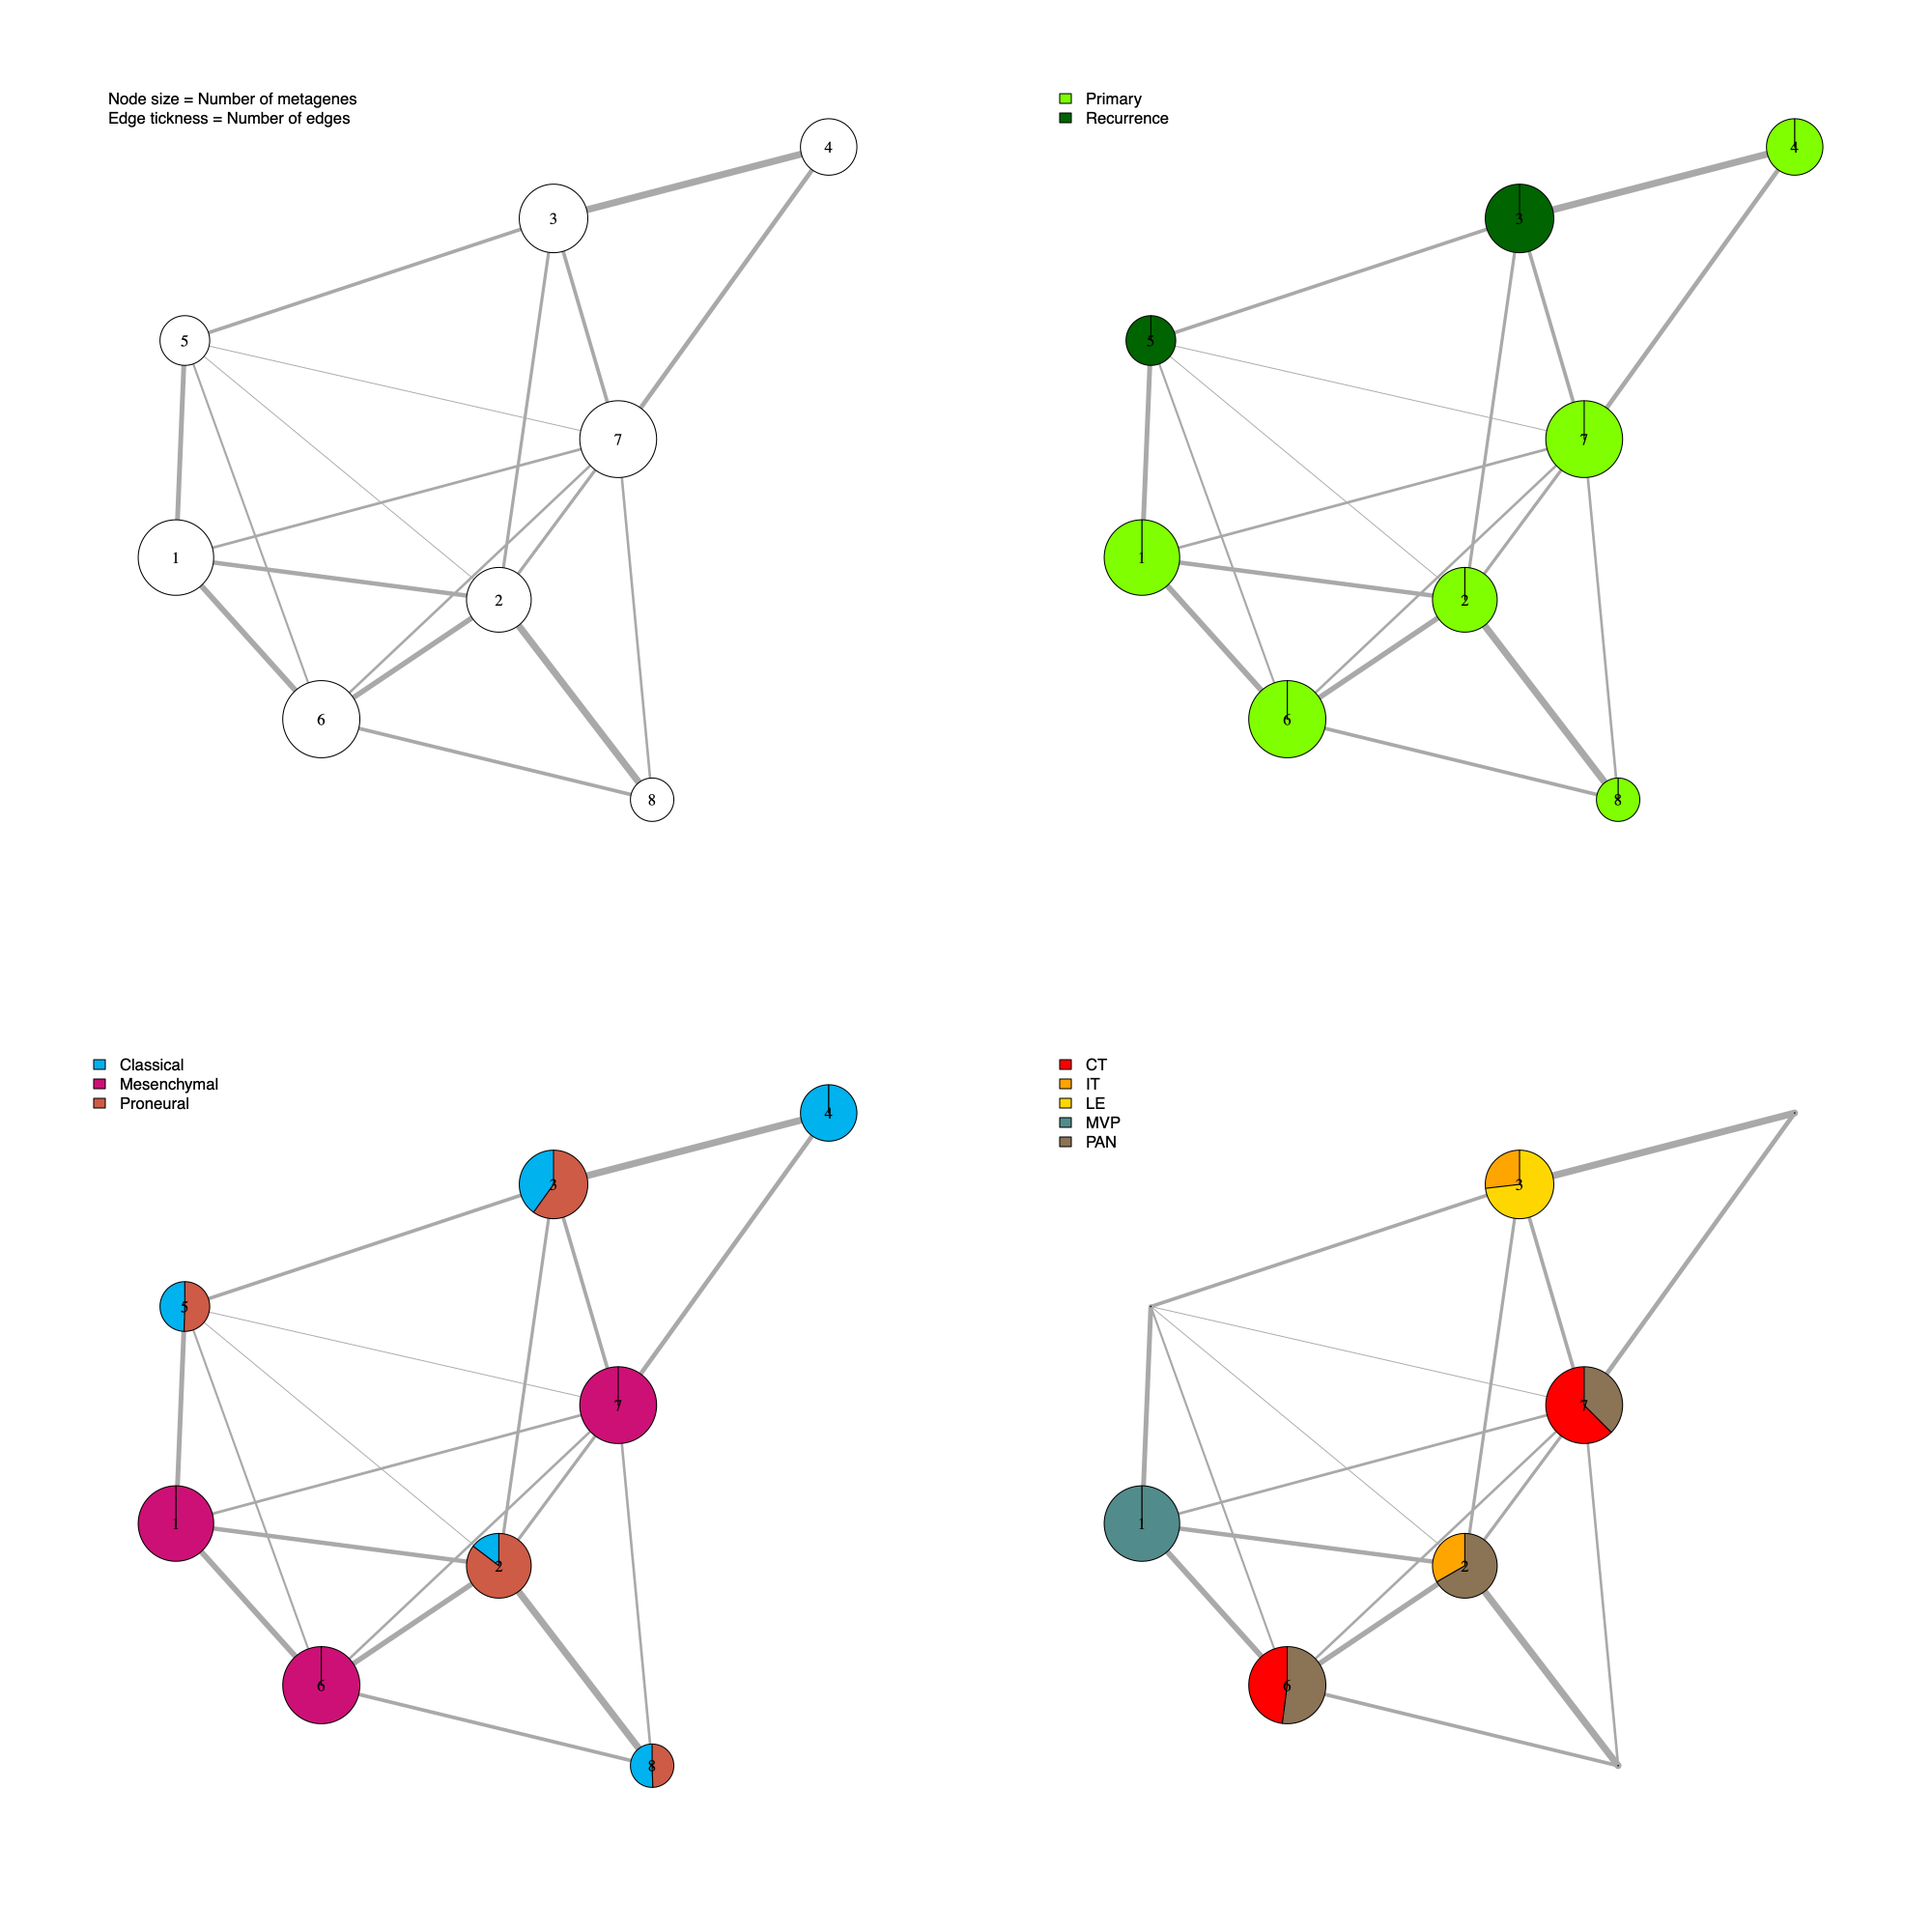 Node size = Number of metagenes
Edge tickness = Number of edges
4
3
5
7
1
2
6
8
Primary
Recurrence
4
3
5
7
1
2
6
8
Classical
Mesenchymal
Proneural
4
3
5
7
1
2
6
8
CT
IT
LE
MVP
PAN
3
7
1
2
6